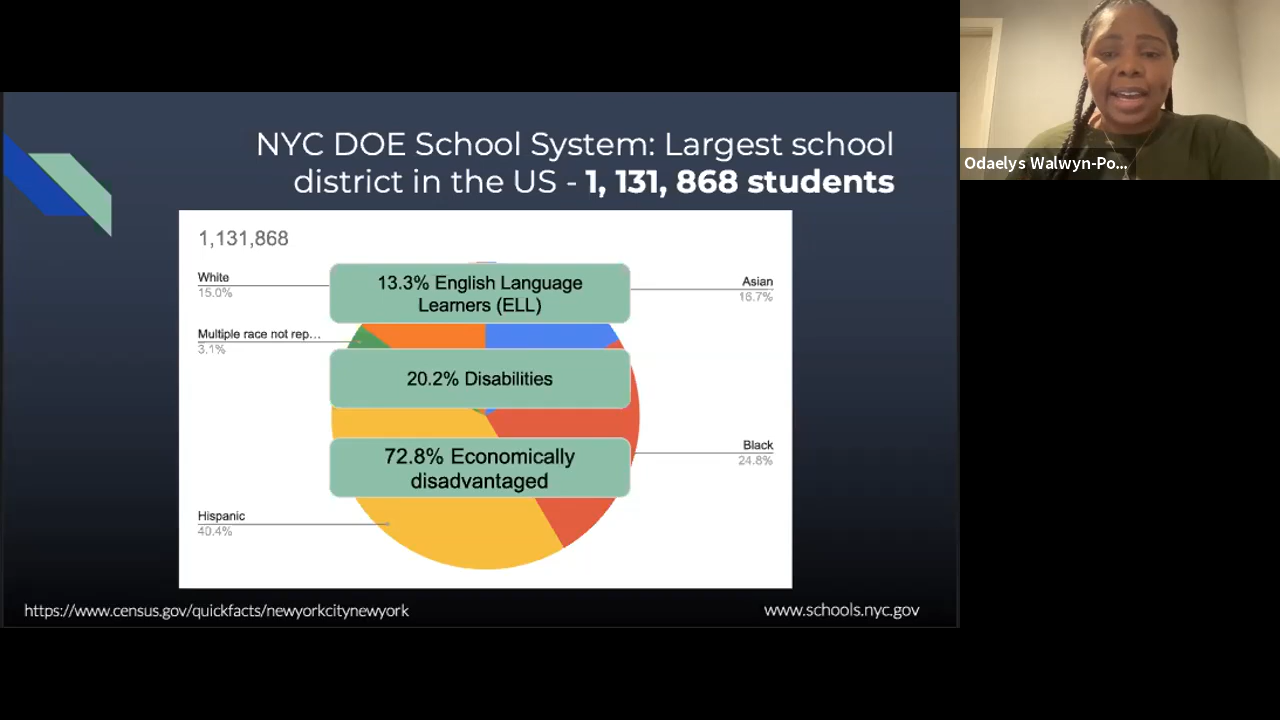 NYC DOE School System: Largest school
district in the US - 1, 131, 868 students
1,131,868
White
15.0%
13.3% English Language
Learners (ELL)
Asian
16.7%
Multiple race not rep...
3.1%
20.2% Disabilities
72.8% Economically
disadvantaged
Black
24.8%
Hispanic
40.4%
https://www.census.gov/quickfacts/newyorkcitynewyork
www.schools.nyc.gov
Odaelys Walwyn-Po...